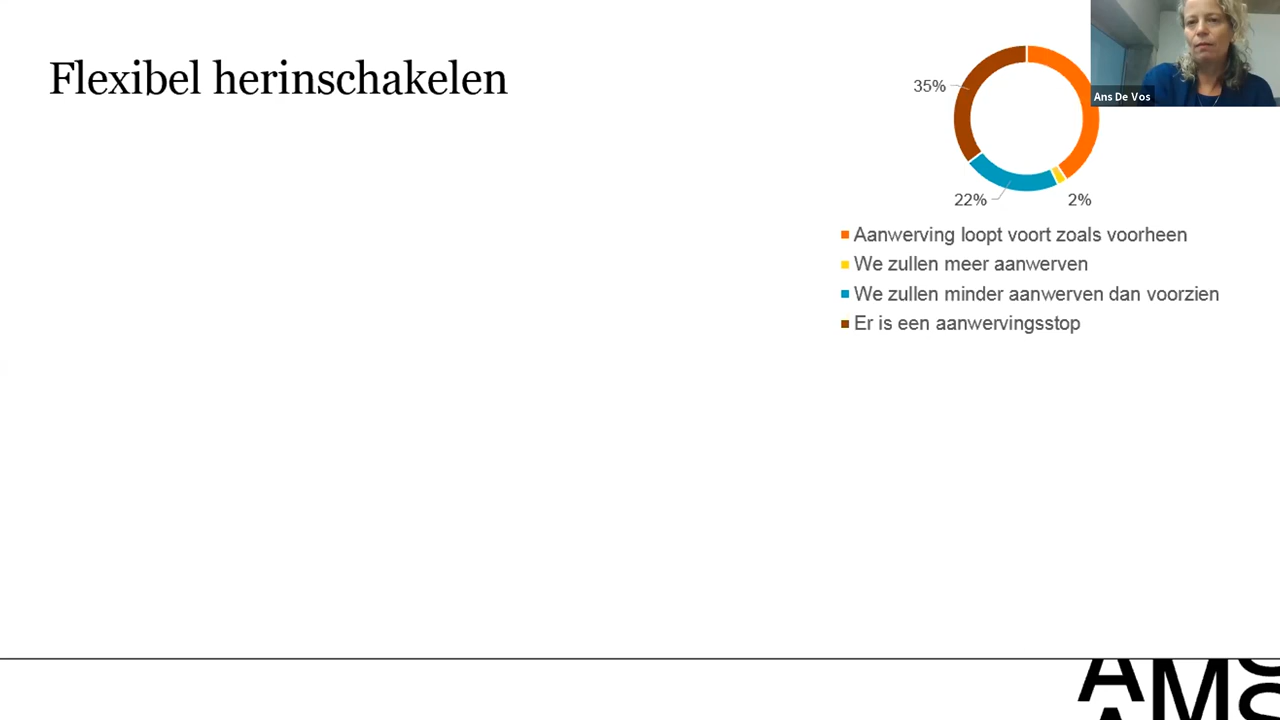 Flexibel herinschakelen
35%
22%
2%
Aanwerving loopt voort zoals voorheen
We zullen meer aanwerven
We zullen minder aanwerven dan voorzien
Er is een aanwervingsstop
Ans De Vos
AMS